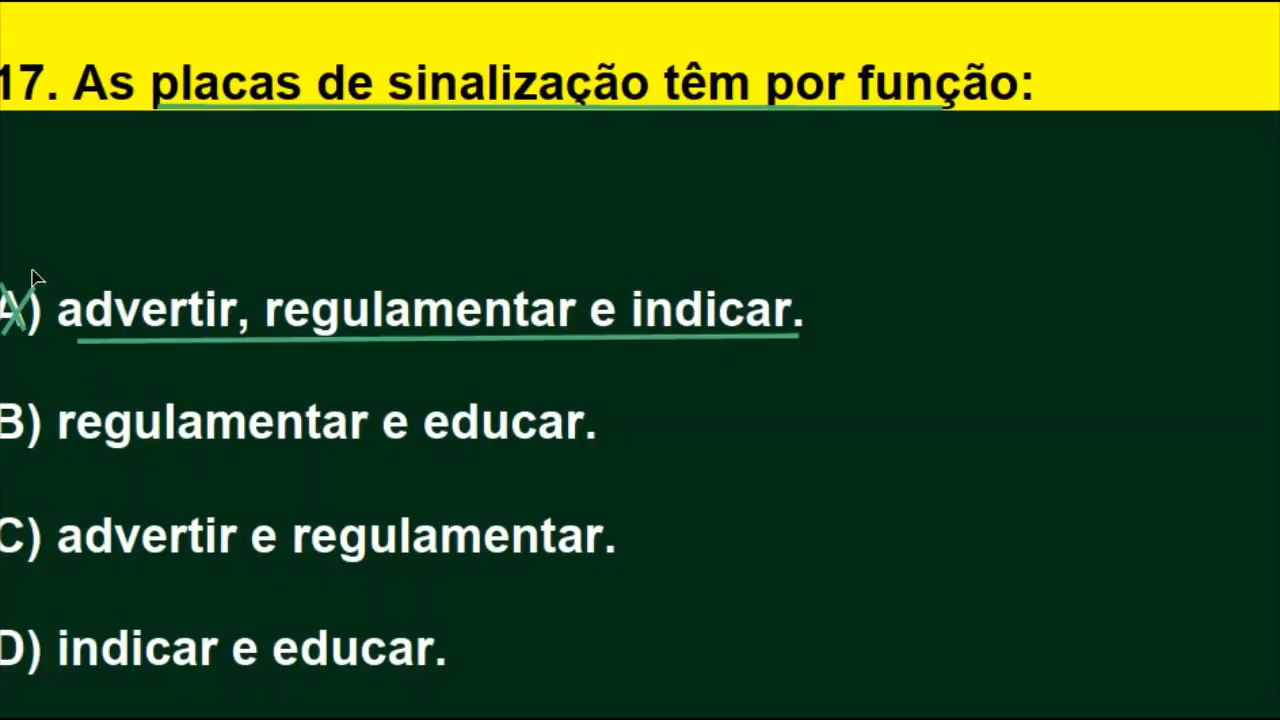 17. As placas de sinalização têm por função:
A) advertir, regulamentar e indicar.
B) regulamentar e educar.
C) advertir e regulamentar.
D) indicar e educar.